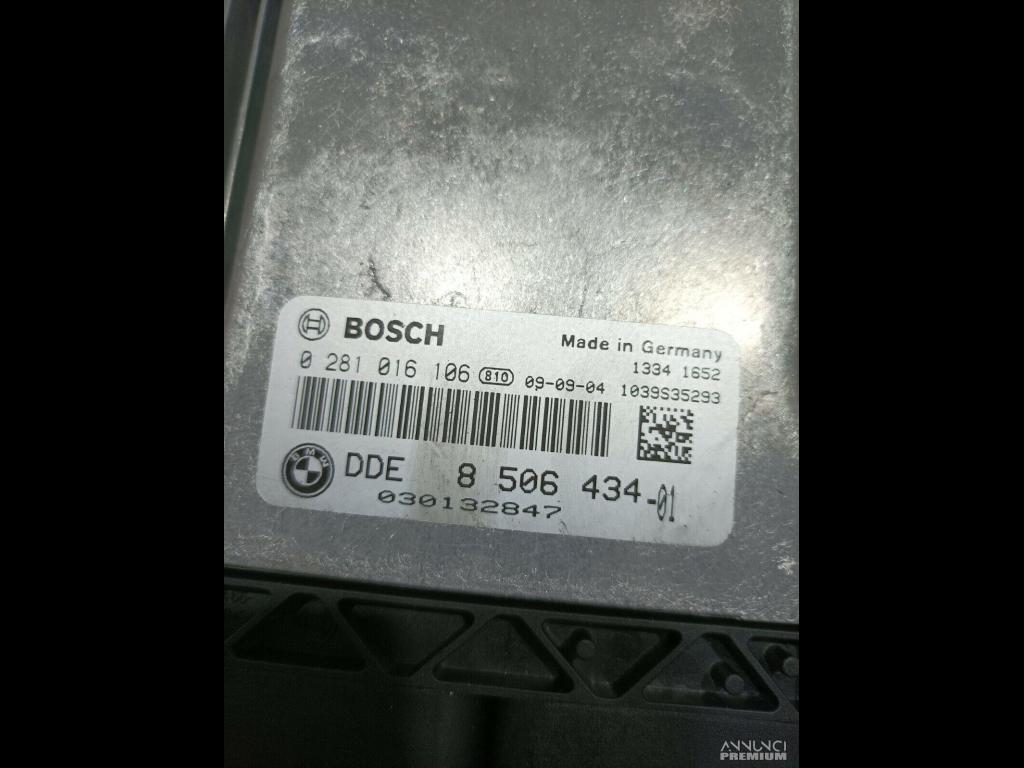 BOSCH
Made in Germany
1334 1652
0 281 016 106 810 09-09-04 1039S35293
BMW
DDE 8 506 434-01
030132847
ANNUNCI
PREMIUM